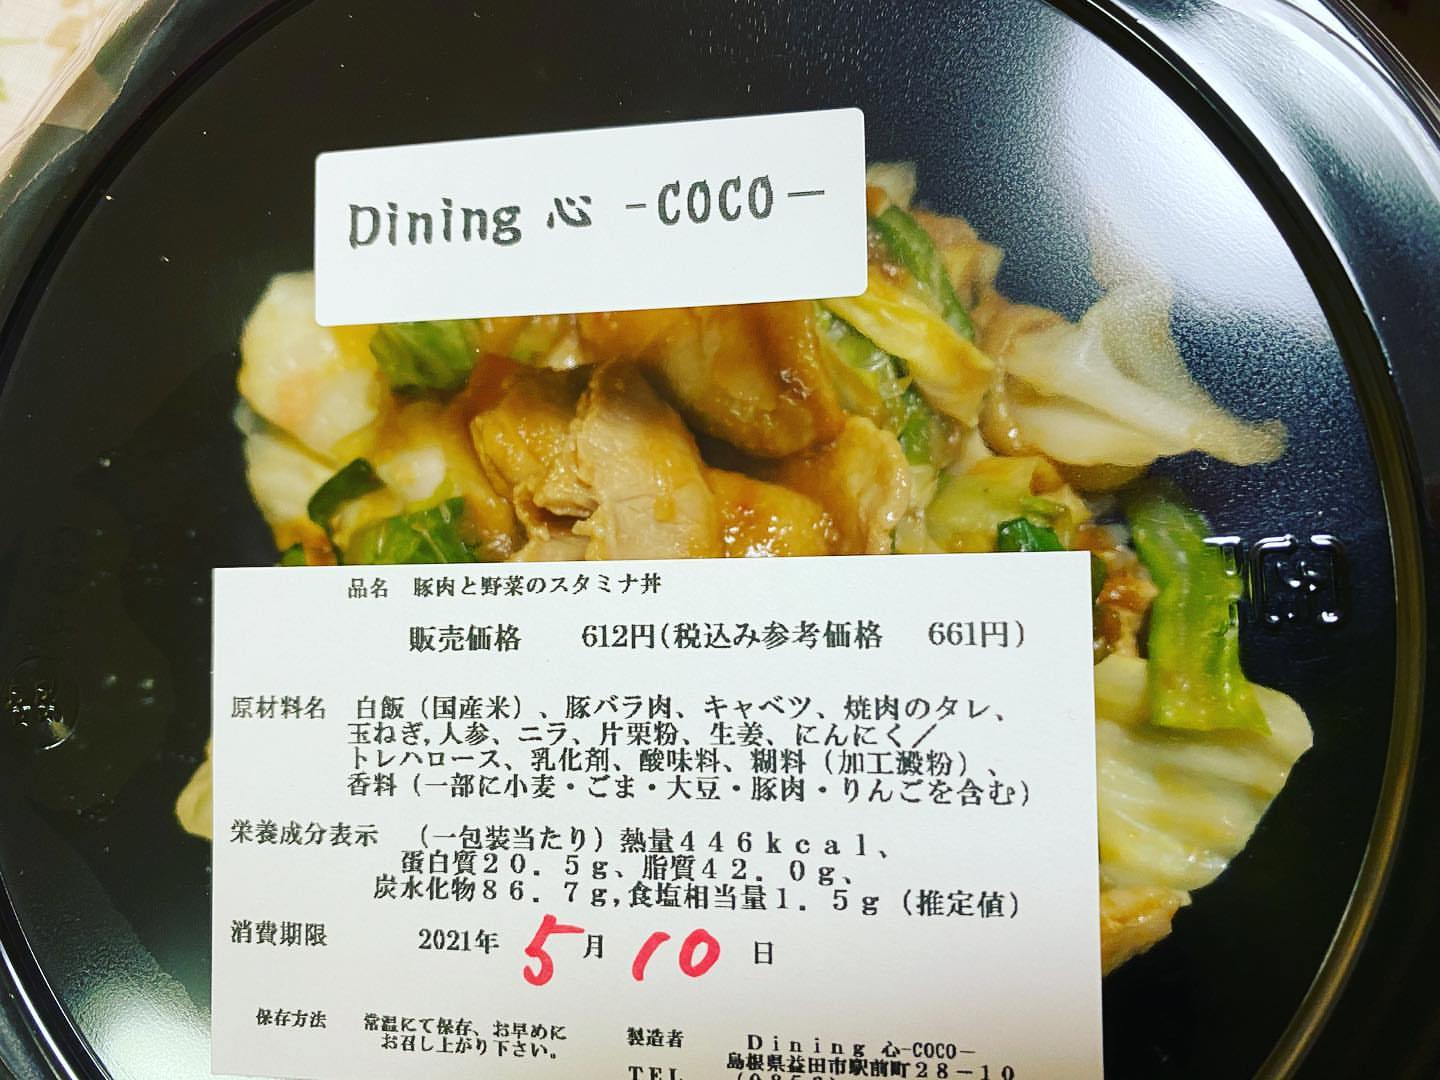 Dining 心 -COCO-
品名 豚肉と野菜のスタミナ丼
販売価格 612円(税込み参考価格 661円)
原材料名 白飯（国産米）、豚バラ肉、キャベツ、焼肉のタレ、
玉ねぎ,人参、ニラ、片栗粉、生姜、にんにく／
トレハロース、乳化剤、酸味料、糊料（加工澱粉）、
香料（一部に小麦・ごま・大豆・豚肉・りんごを含む）
栄養成分表示 （一包装当たり）熱量４４６ｋｃａｌ、
蛋白質２０．５ｇ、脂質４２．０ｇ、
炭水化物８６．７ｇ,食塩相当量１．５ｇ（推定値）
消費期限 2021年 5月 10日
保存方法 常温にて保存、お早めに
お召し上がり下さい。
製造者 Ｄｉｎｉｎｇ 心-COCO-
島根県益田市駅前町２８－１０
ＴＥＬ